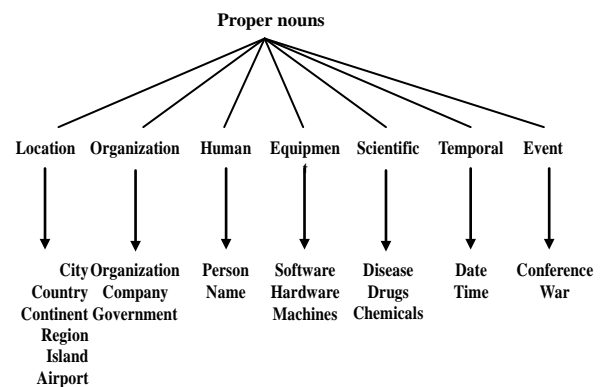 Proper nouns
Location Organization Human Equipment Scientific Temporal Event
City
Country
Continent
Region
Island
Airport
Organization
Company
Government
Person
Name
Software
Hardware
Machines
Disease
Drugs
Chemicals
Date
Time
Conference
War